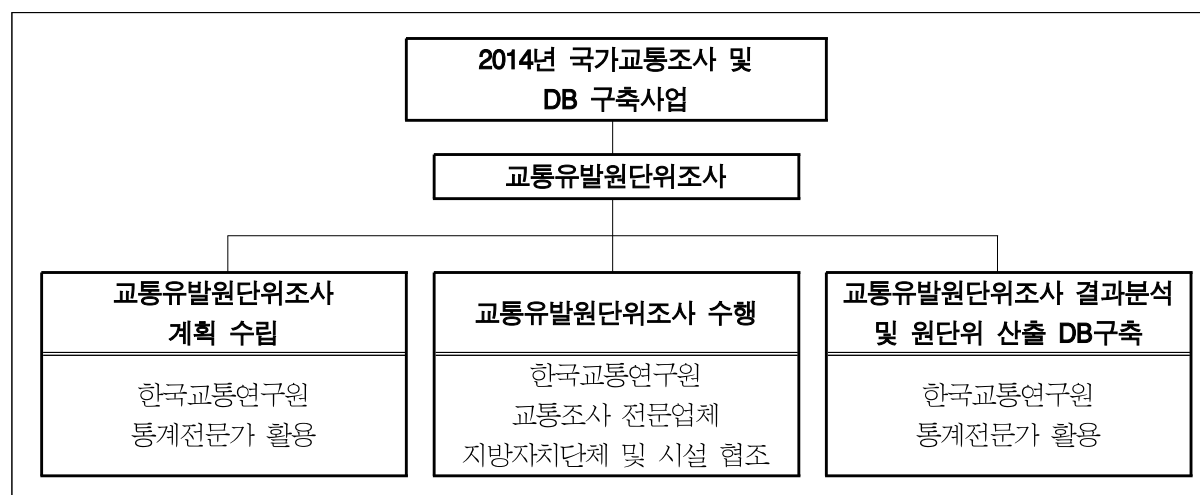 2014년 국가교통조사 및
DB 구축사업
교통유발원단위조사
교통유발원단위조사
계획 수립
한국교통연구원
통계전문가 활용
교통유발원단위조사 수행
한국교통연구원
교통조사 전문업체
지방자치단체 및 시설 협조
교통유발원단위조사 결과분석
및 원단위 산출 DB구축
한국교통연구원
통계전문가 활용